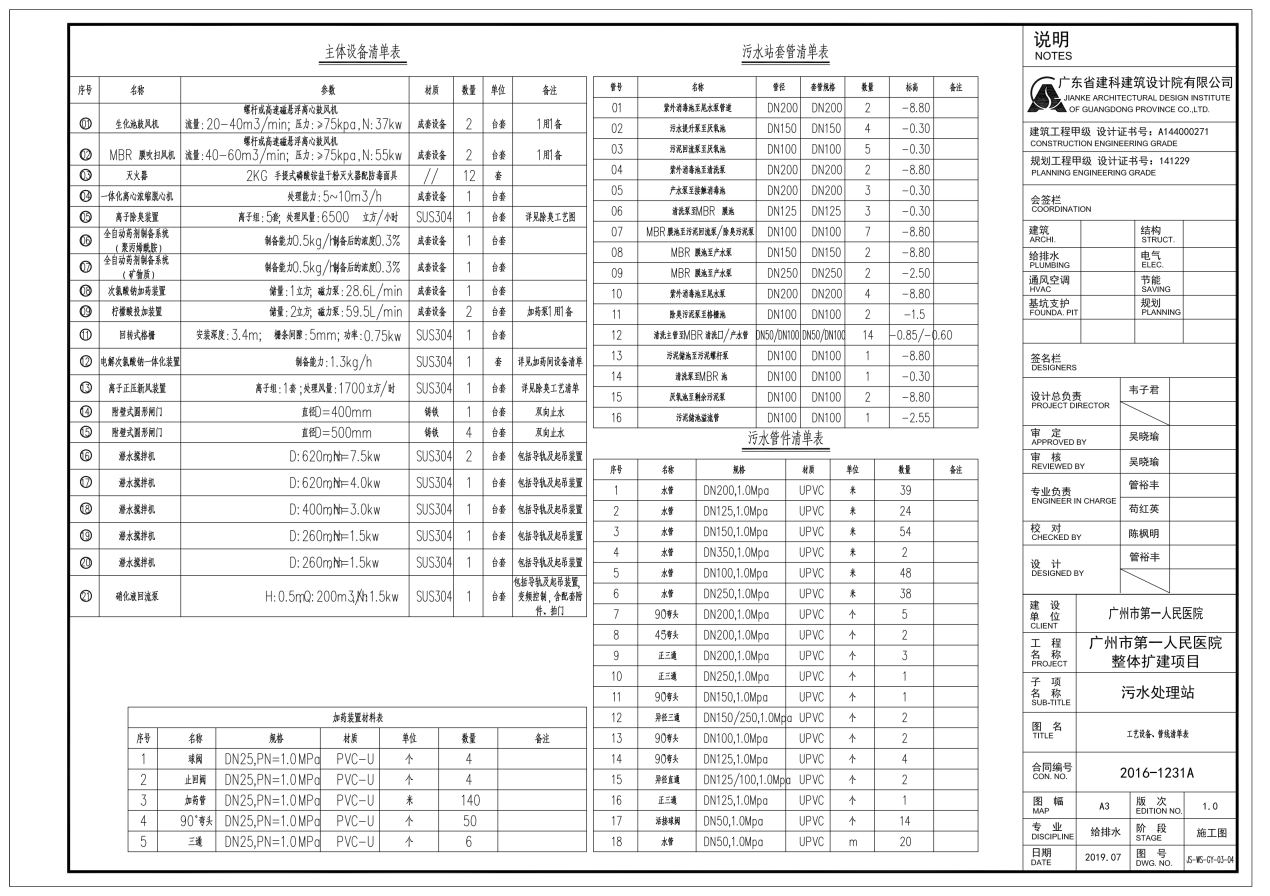 主体设备清单表
序号 名称 参数 材质 数量 单位 备注
01 生化池鼓风机 螺杆或高速磁悬浮离心鼓风机 流量:20-40m3/min; 压力:≥75kpa,N:37kw 成套设备 2 台套 1用1备
02 MBR 膜吹扫风机 螺杆或高速磁悬浮离心鼓风机 流量:40-60m3/min; 压力:≥75kpa,N:55kw 成套设备 2 台套 1用1备
03 灭火器 2KG 手提式磷酸铵盐干粉灭火器配防毒面具 // 12 套
04 一体化离心浓缩脱心机 处理能力:5~10m3/h 成套设备 1 台套
05 离子除臭装置 离子组:5套; 处理风量:6500 立方/小时 SUS304 1 台套 详见除臭工艺图
06 全自动药剂制备系统(聚丙烯酰胺) 制备能力0.5kg/h制备后的浓度0.3% 成套设备 1 台套
07 全自动药剂制备系统(矿物质) 制备能力0.5kg/h制备后的浓度0.3% 成套设备 1 台套
08 次氯酸钠加药装置 储量:1立方; 磁力泵:28.6L/min 成套设备 1 台套
09 柠檬酸投加装置 储量:2立方; 磁力泵:59.5L/min 成套设备 2 台套 加药泵1用1备
11 回转式格栅 安装深度:3.4m; 栅条间隙:5mm; 功率:0.75kw SUS304 1 台套
12 电解次氯酸钠一体化装置 制备能力:1.3kg/h SUS304 1 套 详见加药间设备清单
13 离子正压新风装置 离子组:1套;处理风量:1700立方/时 SUS304 1 台套 详见除臭工艺清单
14 附壁式圆形闸门 直径D=400mm 铸铁 1 台套 双向止水
15 附壁式圆形闸门 直径D=500mm 铸铁 4 台套 双向止水
16 潜水搅拌机 D:620mm N=7.5kw SUS304 2 台套 包括导轨及起吊装置
17 潜水搅拌机 D:620mm N=4.0kw SUS304 1 台套 包括导轨及起吊装置
18 潜水搅拌机 D:400mm N=3.0kw SUS304 1 台套 包括导轨及起吊装置
19 潜水搅拌机 D:260mm N=1.5kw SUS304 1 台套 包括导轨及起吊装置
20 潜水搅拌机 D:260mm N=1.5kw SUS304 1 台套 包括导轨及起吊装置
21 硝化液回流泵 H:0.5m Q:200m3/h N:1.5kw SUS304 1 台套 包括导轨及起吊装置,变频控制,含配套附件、拍门
加药装置材料表
序号 名称 规格 材质 单位 数量 备注
1 球阀 DN25,PN=1.0MPa PVC-U 个 4
2 止回阀 DN25,PN=1.0MPa PVC-U 个 4
3 加药管 DN25,PN=1.0MPa PVC-U 米 140
4 90°弯头 DN25,PN=1.0MPa PVC-U 个 50
5 三通 DN25,PN=1.0MPa PVC-U 个 6
污水站套管清单表
管号 名称 管径 套管规格 数量 标高 备注
01 紫外消毒池至尾水泵管道 DN200 DN200 2 -8.80
02 污水提升泵至厌氧池 DN150 DN150 4 -0.30
03 污泥回流泵至厌氧池 DN100 DN100 5 -0.30
04 紫外消毒池至清洗泵 DN200 DN200 2 -8.80
05 产水泵至接触消毒池 DN200 DN200 3 -0.30
06 清洗泵至MBR 膜池 DN125 DN125 3 -0.30
07 MBR膜池至污泥回流泵/除臭污泥泵 DN100 DN100 7 -8.80
08 MBR 膜池至产水泵 DN150 DN150 2 -8.80
09 MBR 膜池至产水泵 DN250 DN250 2 -2.50
10 紫外消毒池至尾水泵 DN200 DN200 4 -8.80
11 除臭污泥泵至格栅池 DN100 DN100 2 -1.5
12 清洗主管至MBR清洗口/产水管 DN50/DN100 DN50/DN100 14 -0.85/-0.60
13 污泥储池至污泥螺杆泵 DN100 DN100 1 -8.80
14 清洗泵至MBR 池 DN100 DN100 1 -0.30
15 厌氧池至剩余污泥泵 DN100 DN100 2 -8.80
16 污泥储池溢流管 DN100 DN100 1 -2.55
污水管件清单表
序号 名称 规格 材质 单位 数量 备注
1 水管 DN200,1.0Mpa UPVC 米 39
2 水管 DN125,1.0Mpa UPVC 米 24
3 水管 DN150,1.0Mpa UPVC 米 54
4 水管 DN350,1.0Mpa UPVC 米 2
5 水管 DN100,1.0Mpa UPVC 米 48
6 水管 DN250,1.0Mpa UPVC 米 38
7 90弯头 DN200,1.0Mpa UPVC 个 5
8 45弯头 DN200,1.0Mpa UPVC 个 2
9 正三通 DN200,1.0Mpa UPVC 个 3
10 正三通 DN250,1.0Mpa UPVC 个 1
11 90弯头 DN150,1.0Mpa UPVC 个 1
12 异径三通 DN150/250,1.0Mpa UPVC 个 2
13 90弯头 DN100,1.0Mpa UPVC 个 2
14 90弯头 DN125,1.0Mpa UPVC 个 4
15 异径直通 DN125/100,1.0Mpa UPVC 个 2
16 正三通 DN125,1.0Mpa UPVC 个 1
17 活接球阀 DN50,1.0Mpa UPVC 个 14
18 水管 DN50,1.0Mpa UPVC m 20
说明
NOTES
广东省建科建筑设计院有限公司
JIANKE ARCHITECTURAL DESIGN INSTITUTE
OF GUANGDONG PROVINCE CO.,LTD.
建筑工程甲级 设计证书号: A144000271
CONSTRUCTION ENGINEERING GRADE
规划工程甲级 设计证书号: 141229
PLANNING ENGINEERING GRADE
会签栏
COORDINATION
建筑 结构
ARCHI. STRUCT.
给排水 电气
PLUMBING ELEC.
通风空调 节能
HVAC SAVING
基坑支护 规划
FOUNDA. PIT PLANNING
签名栏
DESIGNERS
设计总负责 韦子君
PROJECT DIRECTOR
审 定 吴晓瑜
APPROVED BY
审 核 吴晓瑜
REVIEWED BY
专业负责 管裕丰
ENGINEER IN CHARGE 苟红英
校 对 陈枫明
CHECKED BY
设 计 管裕丰
DESIGNED BY
建 设 单 位 广州市第一人民医院
CLIENT
工 程 名 称 广州市第一人民医院
PROJECT 整体扩建项目
子 项 名 称 污水处理站
SUB-TITLE
图 名 工艺设备、管线清单表
TITLE
合同编号 2016-1231A
CON. NO.
图 幅 A3 版 次 1.0
MAP EDITION NO.
专 业 给排水 阶 段 施工图
DISCIPLINE STAGE
日期 2019.07 图 号 JS-WS-GY-03-04
DATE DWG. NO.